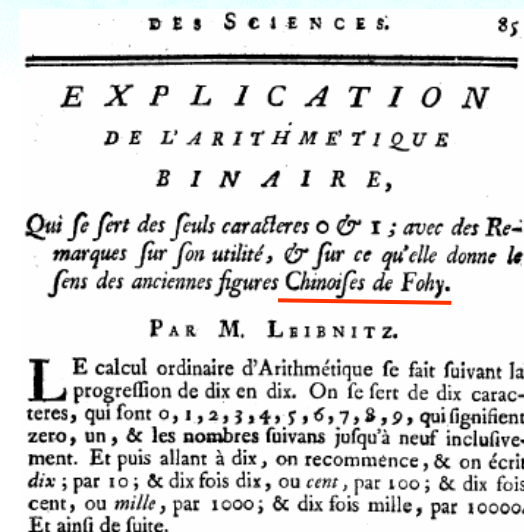 DES SCIENCES. 85
EXPLICATION
DE L'ARITHMÉTIQUE
BINAIRE,
Qui ſe ſert des ſeuls caracteres 0 & 1 ; avec des Re-
marques ſur ſon utilité, & ſur ce qu'elle donne le
ſens des anciennes figures Chinoiſes de Fohy.
PAR M. LEIBNITZ.
LE calcul ordinaire d'Arithmétique ſe fait ſuivant la
progreſſion de dix en dix. On ſe ſert de dix carac-
teres, qui ſont 0, 1, 2, 3, 4, 5, 6, 7, 8, 9, qui ſignifient
zero, un, & les nombres ſuivans juſqu'à neuf incluſive-
ment. Et puis allant à dix, on recommence, & on écrit
dix ; par 10 ; & dix fois dix, ou cent, par 100 ; & dix fois
cent, ou mille, par 1000 ; & dix fois mille, par 10000.
Et ainſi de ſuite.